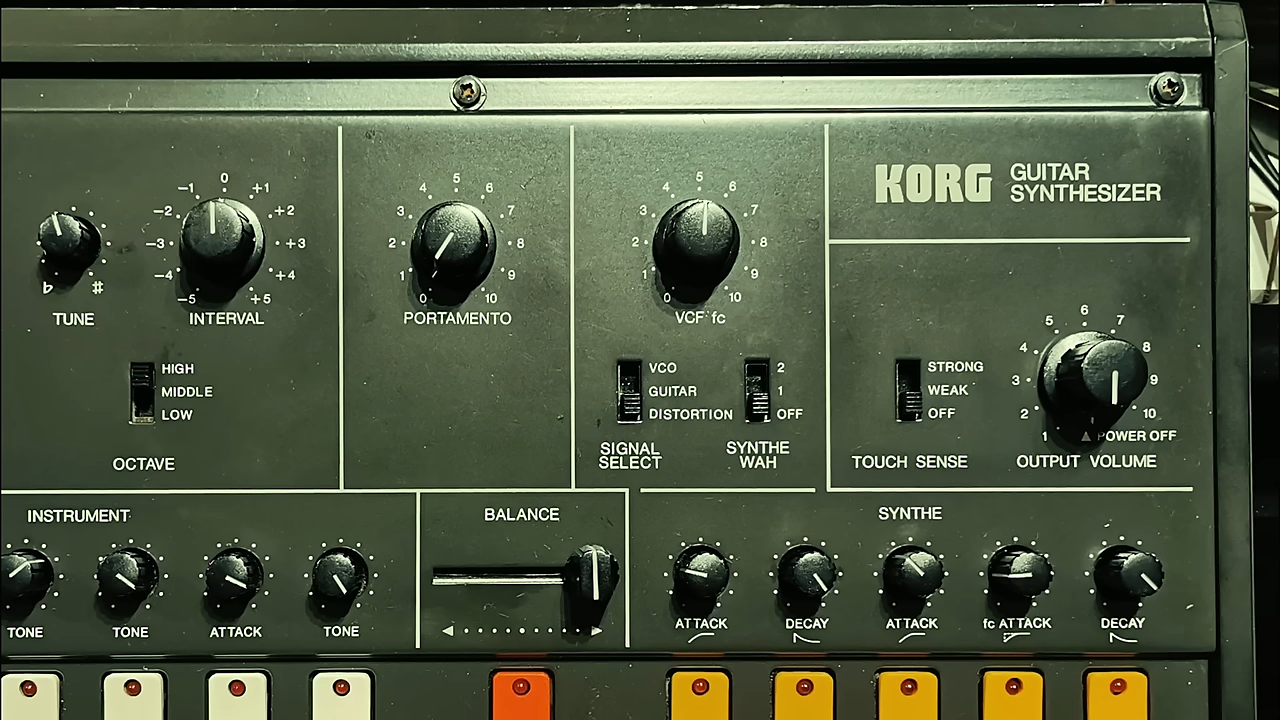 KORG GUITAR
SYNTHESIZER
♭ ♯
TUNE
-5 -4 -3 -2 -1 0 +1 +2 +3 +4 +5
INTERVAL
HIGH
MIDDLE
LOW
OCTAVE
0 1 2 3 4 5 6 7 8 9 10
PORTAMENTO
0 1 2 3 4 5 6 7 8 9 10
VCF fc
VCO
GUITAR
DISTORTION
SIGNAL
SELECT
2
1
OFF
SYNTHE
WAH
STRONG
WEAK
OFF
TOUCH SENSE
1 2 3 4 5 6 7 8 9 10
POWER OFF
OUTPUT VOLUME
INSTRUMENT
TONE TONE ATTACK TONE
BALANCE
SYNTHE
ATTACK DECAY ATTACK fc ATTACK DECAY